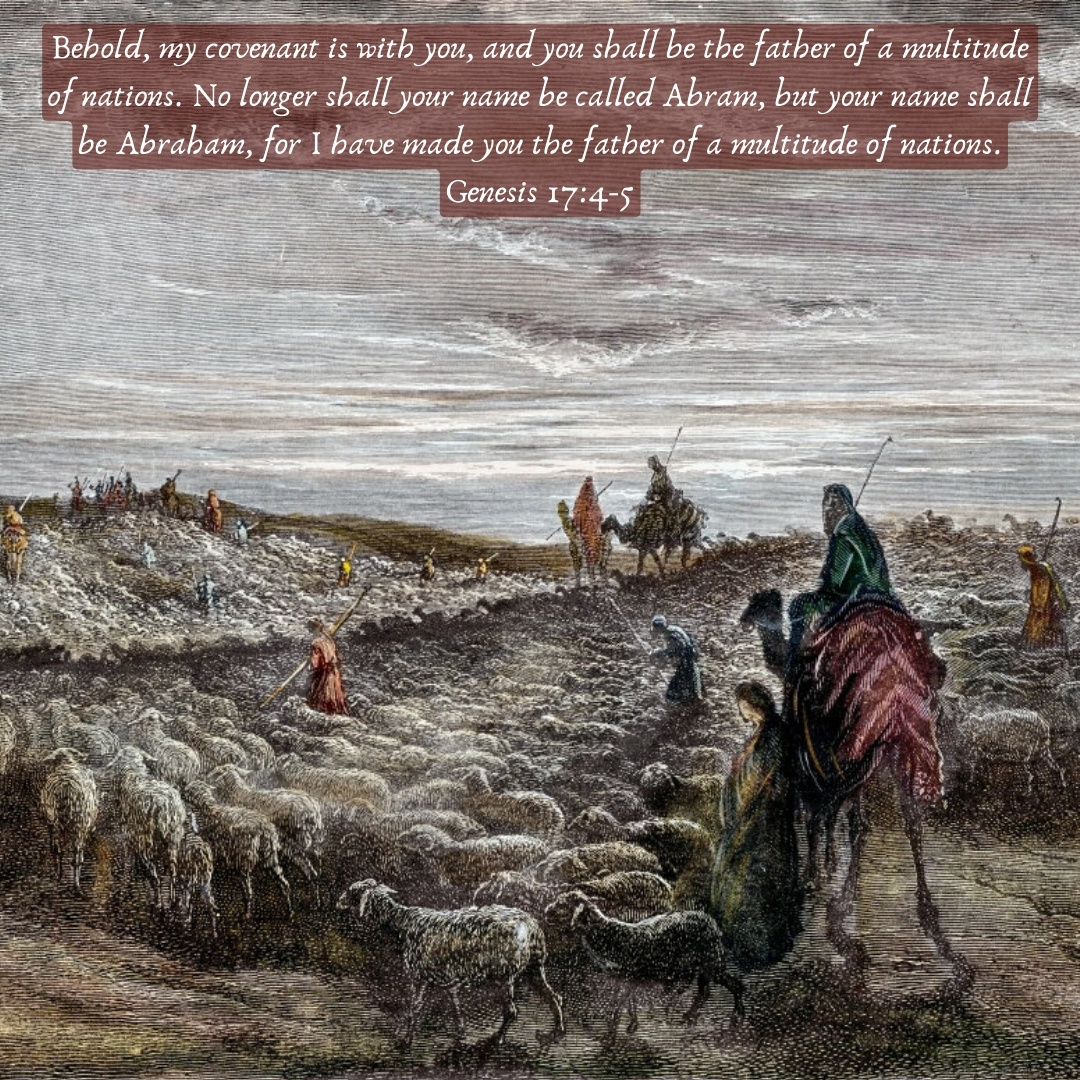 Behold, my covenant is with you, and you shall be the father of a multitude
of nations. No longer shall your name be called Abram, but your name shall
be Abraham, for I have made you the father of a multitude of nations.
Genesis 17:4-5